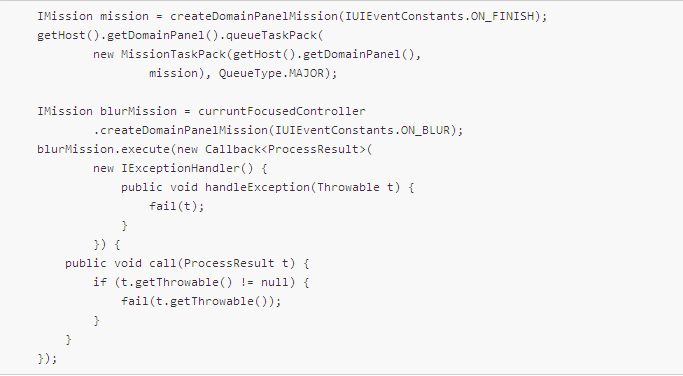 IMission mission = createDomainPanelMission(IUIEventConstants.ON_FINISH);
getHost().getDomainPanel().queueTaskPack(
        new MissionTaskPack(getHost().getDomainPanel(),
                mission), QueueType.MAJOR);

IMission blurMission = curruntFocusedController
        .createDomainPanelMission(IUIEventConstants.ON_BLUR);
blurMission.execute(new Callback<ProcessResult>(
        new IExceptionHandler() {
            public void handleException(Throwable t) {
                fail(t);
            }
        }) {
    public void call(ProcessResult t) {
        if (t.getThrowable() != null) {
            fail(t.getThrowable());
        }
    }
});